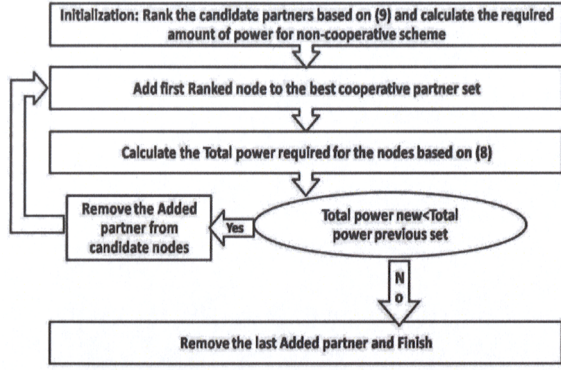 Initialization: Rank the candidate partners based on (9) and calculate the required
amount of power for non-cooperative scheme
Add first Ranked node to the best cooperative partner set
Calculate the Total power required for the nodes based on (8)
Total power new<Total
power previous set
Yes
Remove the Added
partner from
candidate nodes
N
o
Remove the last Added partner and Finish